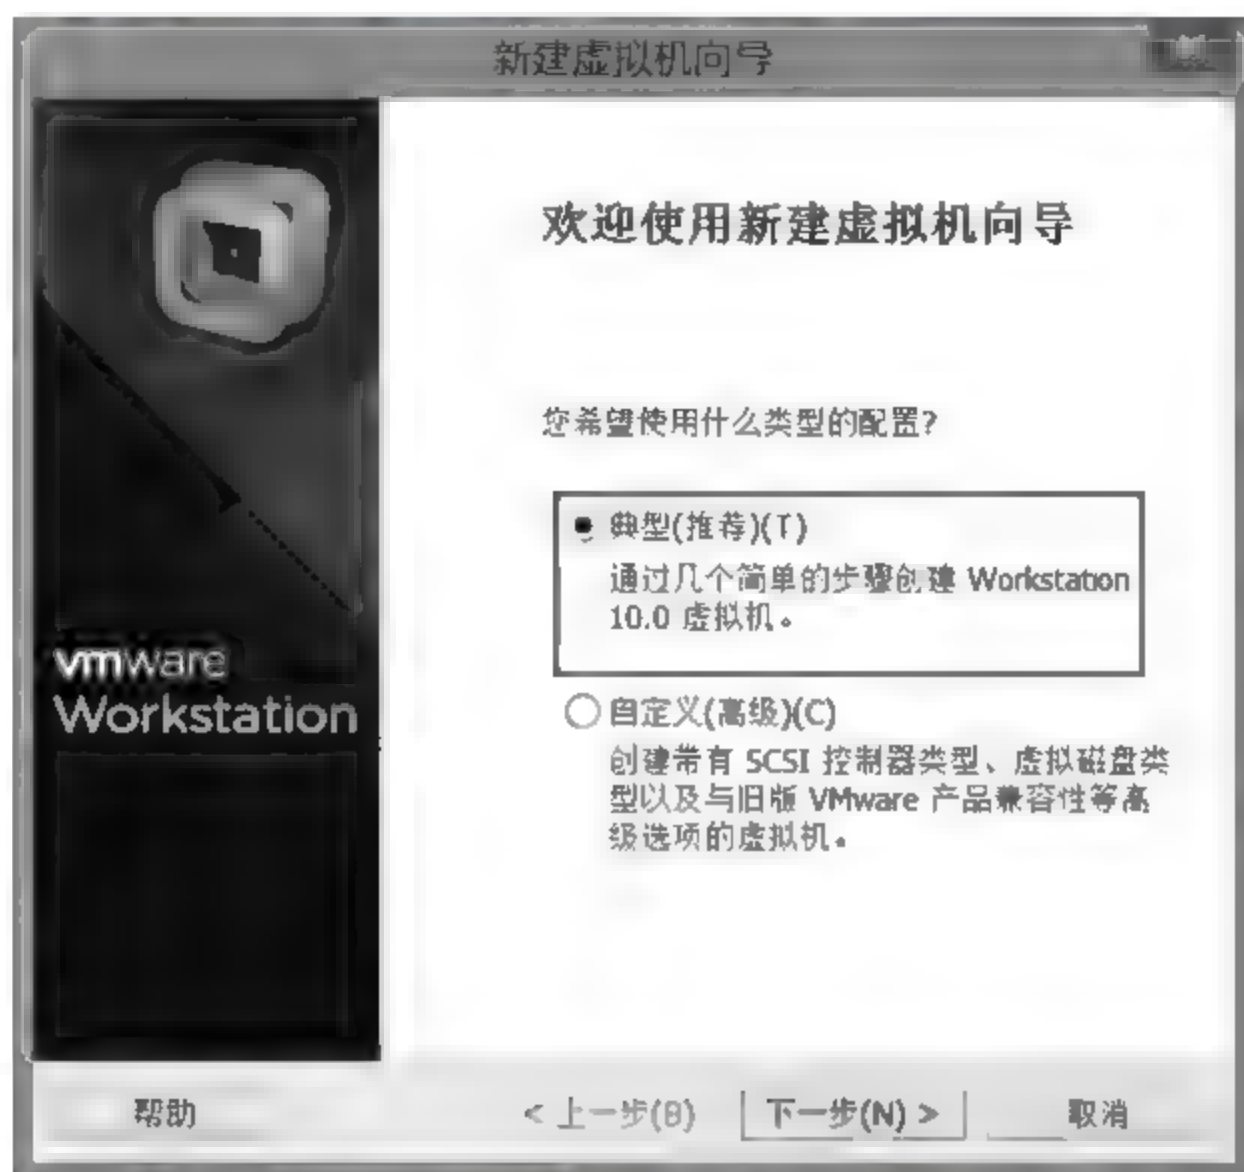 新建虚拟机向导
欢迎使用新建虚拟机向导
您希望使用什么类型的配置?
典型(推荐)(T)
通过几个简单的步骤创建 Workstation
10.0 虚拟机。
vmware
Workstation
自定义(高级)(C)
创建带有 SCSI 控制器类型、虚拟磁盘类
型以及与旧版 VMware 产品兼容性等高
级选项的虚拟机。
帮助
< 上一步(B)
下一步(N) >
取消